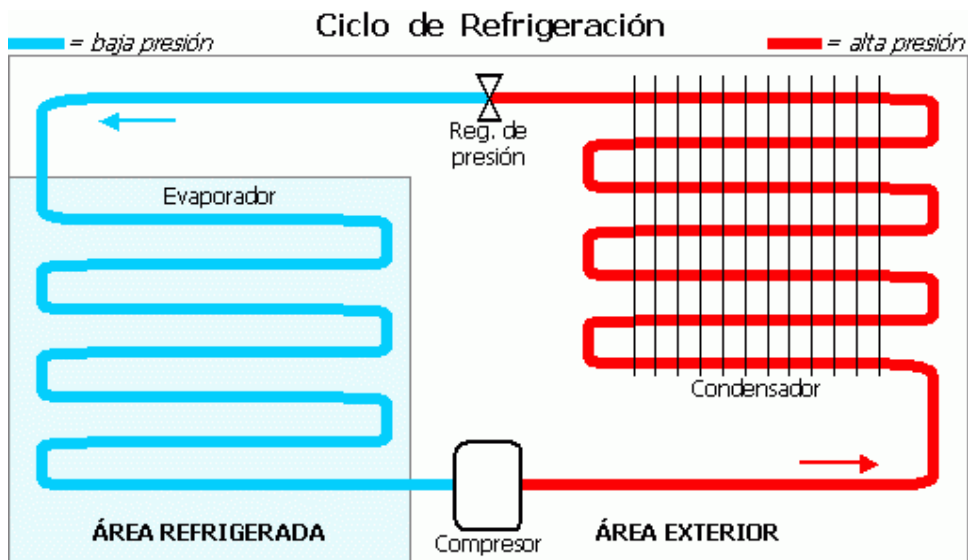 Ciclo de Refrigeración
= baja presión
= alta presión
Reg. de
presión
Evaporador
Condensador
ÁREA REFRIGERADA
Compresor
ÁREA EXTERIOR